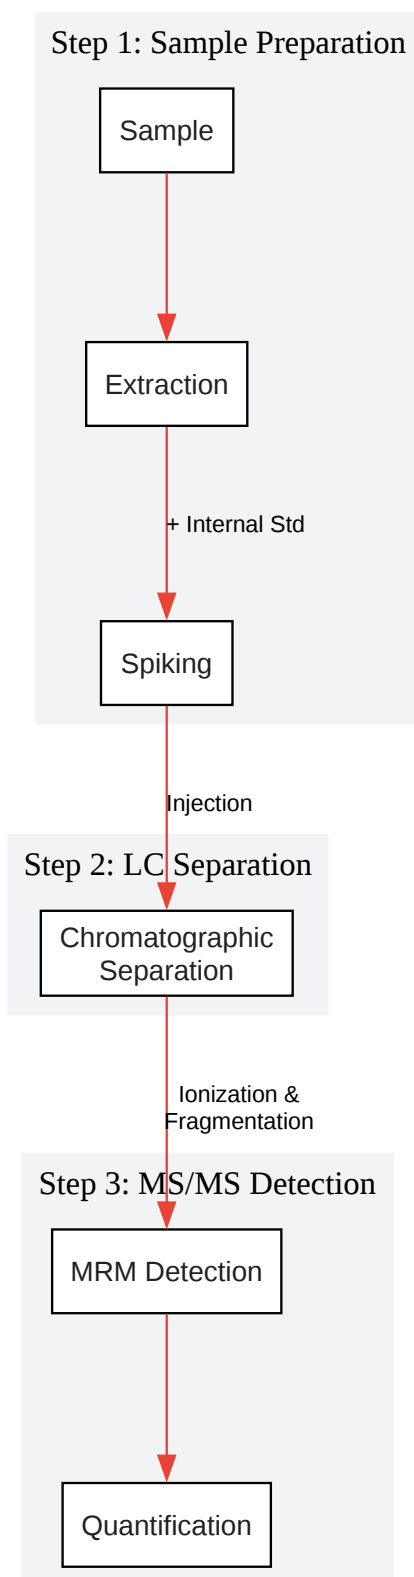 Step 1: Sample Preparation
Sample
Extraction
+ Internal Std
Spiking
Injection
Step 2: LC Separation
Chromatographic
Separation
Ionization &
Fragmentation
Step 3: MS/MS Detection
MRM Detection
Quantification